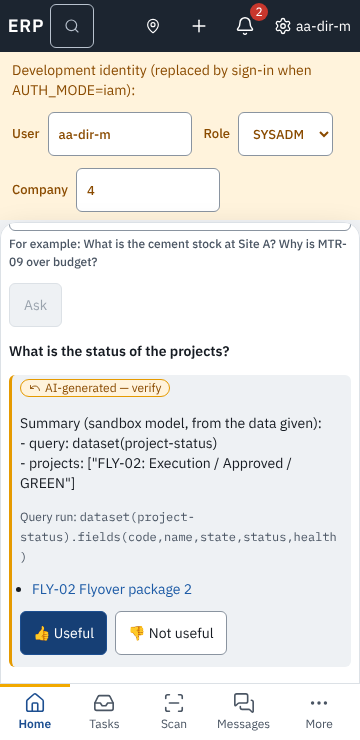 ERP
2
aa-dir-m
Development identity (replaced by sign-in when
AUTH_MODE=iam):
User aa-dir-m Role SYSADM
Company 4
For example: What is the cement stock at Site A? Why is MTR-
09 over budget?
Ask
What is the status of the projects?
AI-generated — verify
Summary (sandbox model, from the data given):
- query: dataset(project-status)
- projects: ["FLY-02: Execution / Approved /
GREEN"]
Query run: dataset(project-
status).fields(code,name,state,status,health
)
• FLY-02 Flyover package 2
👍 Useful 👎 Not useful
Home Tasks Scan Messages More